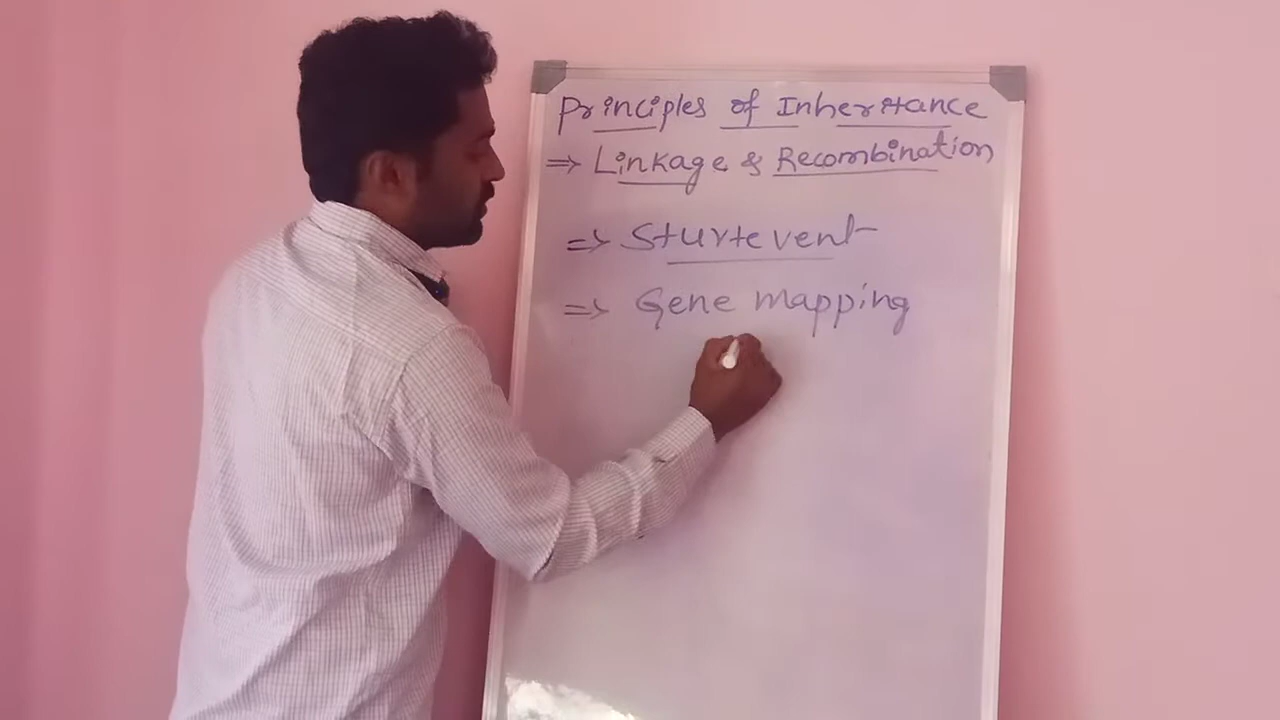 Principles of Inheritance
⇒ Linkage & Recombination
⇒ Sturtevent
⇒ Gene mapping